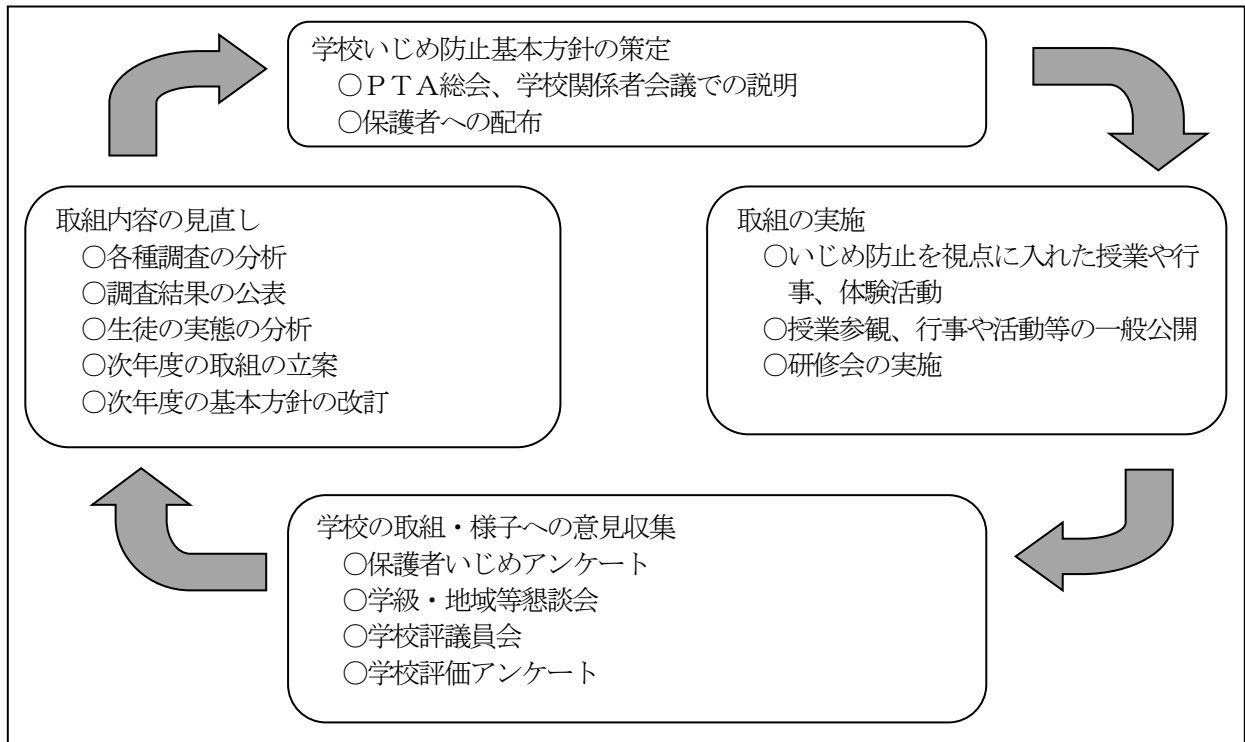 学校いじめ防止基本方針の策定
○ＰＴＡ総会、学校関係者会議での説明
○保護者への配布
取組の実施
○いじめ防止を視点に入れた授業や行
事、体験活動
○授業参観、行事や活動等の一般公開
○研修会の実施
学校の取組・様子への意見収集
○保護者いじめアンケート
○学級・地域等懇談会
○学校評議員会
○学校評価アンケート
取組内容の見直し
○各種調査の分析
○調査結果の公表
○生徒の実態の分析
○次年度の取組の立案
○次年度の基本方針の改訂